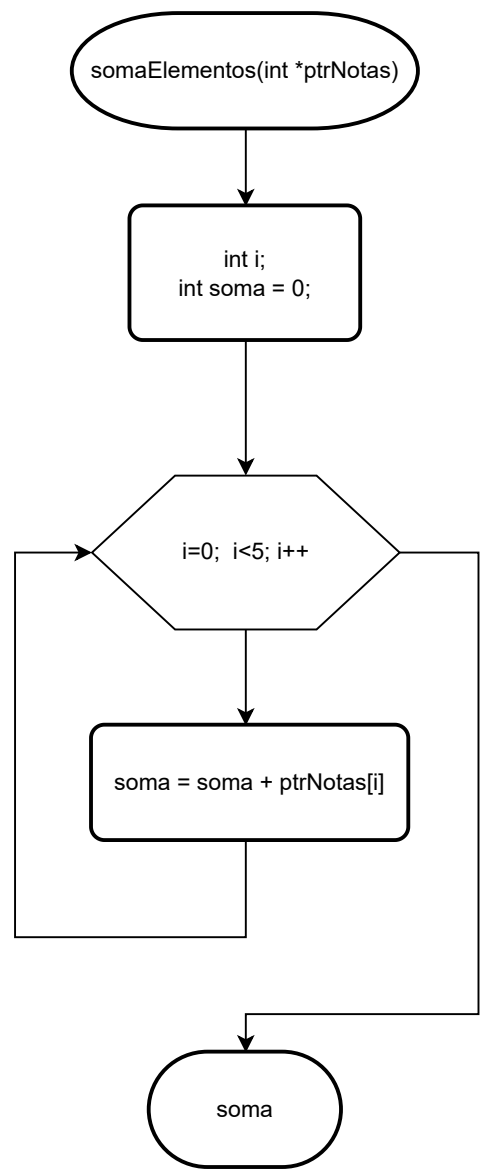 somaElementos(int *ptrNotas)
int i;
int soma = 0;
i=0;  i<5; i++
soma = soma + ptrNotas[i]
soma